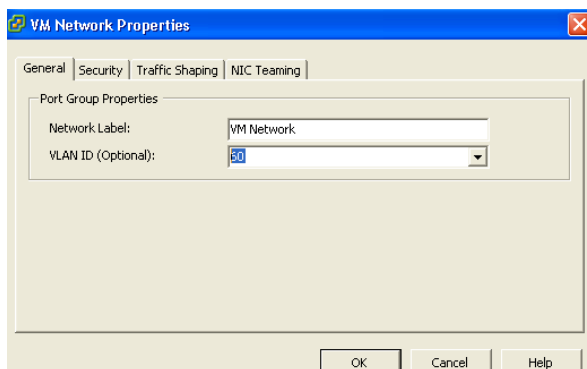 VM Network Properties
General Security Traffic Shaping NIC Teaming
Port Group Properties
Network Label: VM Network
VLAN ID (Optional): 60
OK Cancel Help